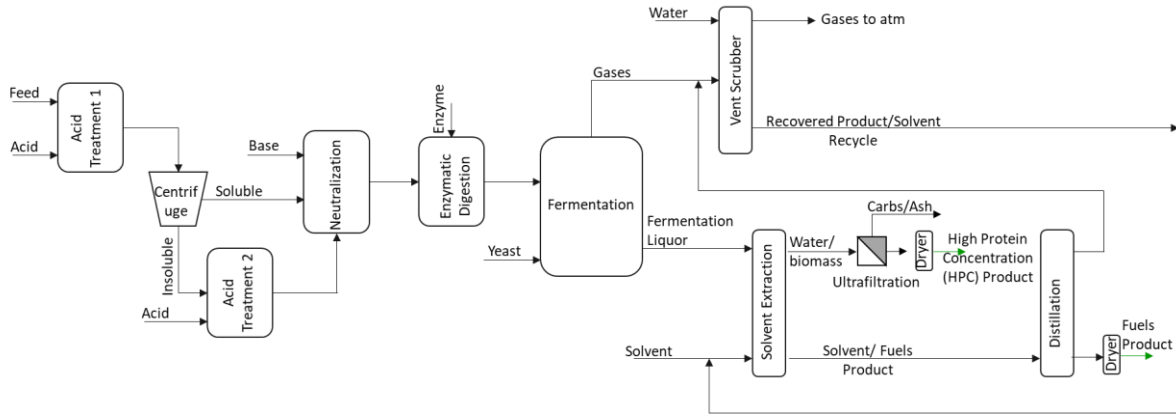 Feed
Acid
Acid
Treatment 1
Centrif
uge
Soluble
Insoluble
Acid
Acid
Treatment 2
Base
Neutralization
Enzyme
Enzymatic
Digestion
Yeast
Fermentation
Gases
Water
Vent Scrubber
Gases to atm
Recovered Product/Solvent
Recycle
Fermentation
Liquor
Solvent
Solvent Extraction
Water/
biomass
Carbs/Ash
Ultrafiltration
Dryer
High Protein
Concentration
(HPC) Product
Solvent/ Fuels
Product
Distillation
Dryer
Fuels
Product